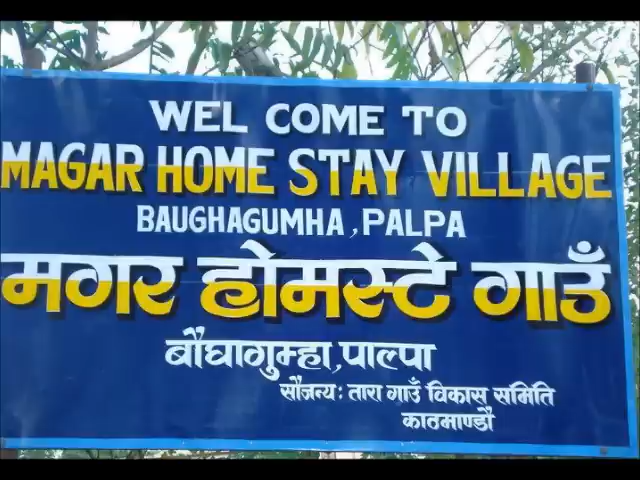 WEL COME TO
MAGAR HOME STAY VILLAGE
BAUGHAGUMHA, PALPA
मगर होमस्टे गाउँ
बौघागुम्हा, पाल्पा
सौजन्य: तारा गाउँ विकास समिति
काठमाण्डौ